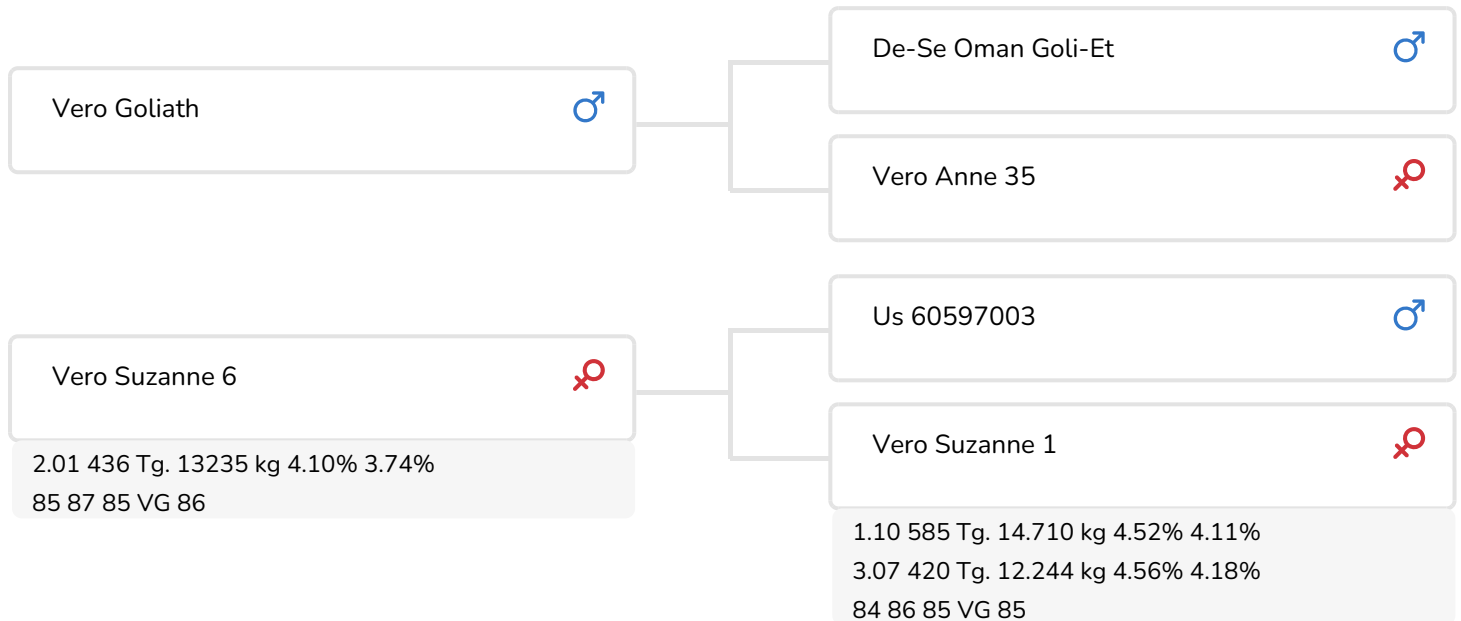 De-Se Oman Goli-Et
Vero Goliath
Vero Anne 35
Us 60597003
Vero Suzanne 6
2.01 436 Tg. 13235 kg 4.10% 3.74%
85 87 85 VG 86
Vero Suzanne 1
1.10 585 Tg. 14.710 kg 4.52% 4.11%
3.07 420 Tg. 12.244 kg 4.56% 4.18%
84 86 85 VG 85